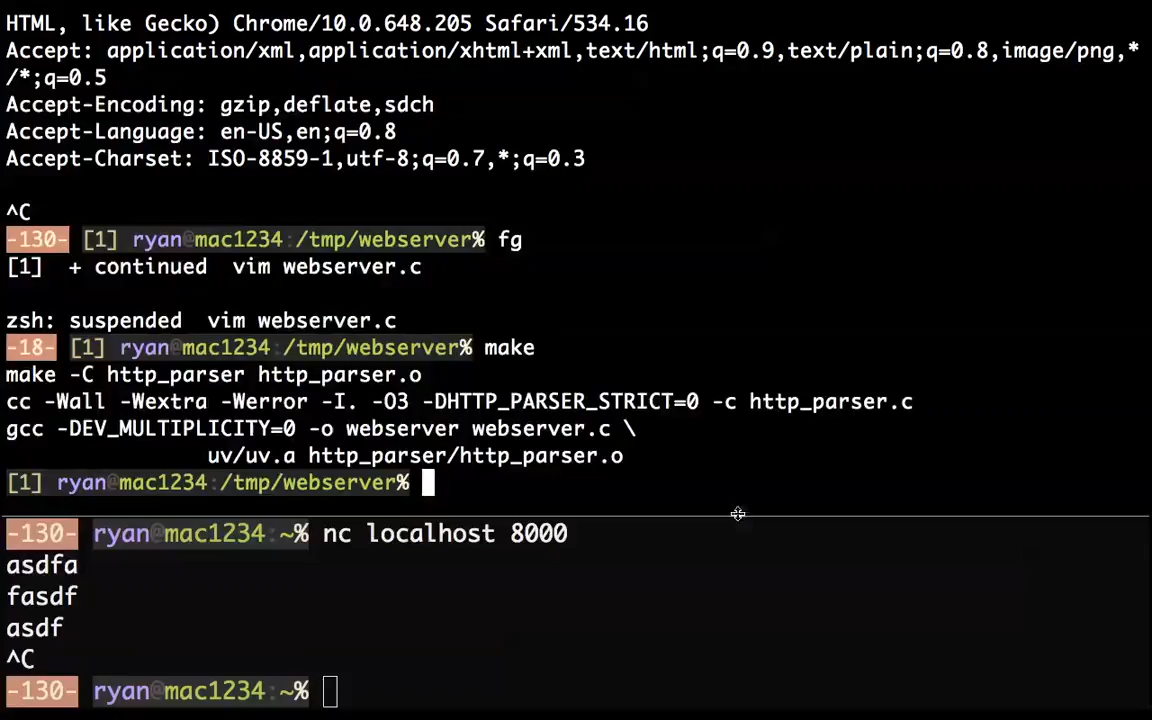 HTML, like Gecko) Chrome/10.0.648.205 Safari/534.16
Accept: application/xml,application/xhtml+xml,text/html;q=0.9,text/plain;q=0.8,image/png,*
/*;q=0.5
Accept-Encoding: gzip,deflate,sdch
Accept-Language: en-US,en;q=0.8
Accept-Charset: ISO-8859-1,utf-8;q=0.7,*;q=0.3
^C
-130- [1] ryan@mac1234:/tmp/webserver% fg
[1]  + continued  vim webserver.c
zsh: suspended  vim webserver.c
-18- [1] ryan@mac1234:/tmp/webserver% make
make -C http_parser http_parser.o
cc -Wall -Wextra -Werror -I. -O3 -DHTTP_PARSER_STRICT=0 -c http_parser.c
gcc -DEV_MULTIPLICITY=0 -o webserver webserver.c \
uv/uv.a http_parser/http_parser.o
[1] ryan@mac1234:/tmp/webserver%
-130- ryan@mac1234:~% nc localhost 8000
asdfa
fasdf
asdf
^C
-130- ryan@mac1234:~%